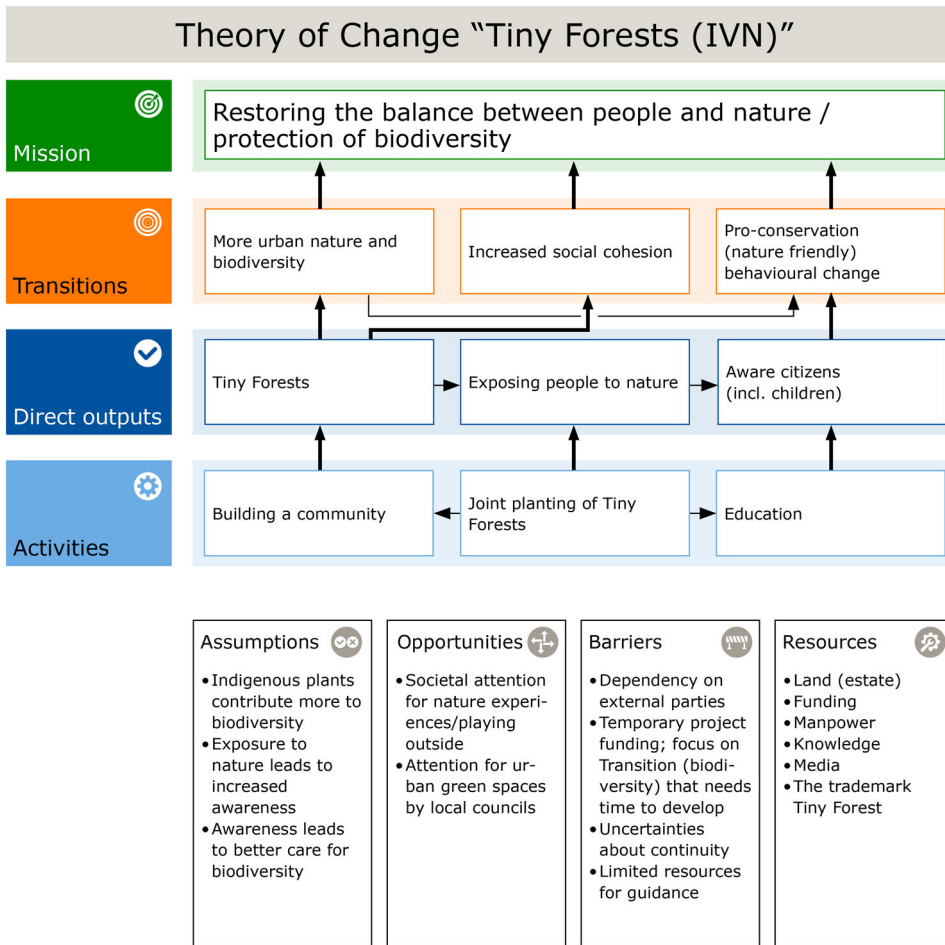 Theory of Change “Tiny Forests (IVN)”
Mission
Restoring the balance between people and nature /
protection of biodiversity
Transitions
More urban nature and
biodiversity
Increased social cohesion
Pro-conservation
(nature friendly)
behavioural change
Direct outputs
Tiny Forests
Exposing people to nature
Aware citizens
(incl. children)
Activities
Building a community
Joint planting of Tiny
Forests
Education
Assumptions
• Indigenous plants
contribute more to
biodiversity
• Exposure to
nature leads to
increased
awareness
• Awareness leads
to better care for
biodiversity
Opportunities
• Societal attention
for nature experi-
ences/playing
outside
• Attention for ur-
ban green spaces
by local councils
Barriers
• Dependency on
external parties
• Temporary project
funding; focus on
Transition (biodi-
versity) that needs
time to develop
• Uncertainties
about continuity
• Limited resources
for guidance
Resources
• Land (estate)
• Funding
• Manpower
• Knowledge
• Media
• The trademark
Tiny Forest